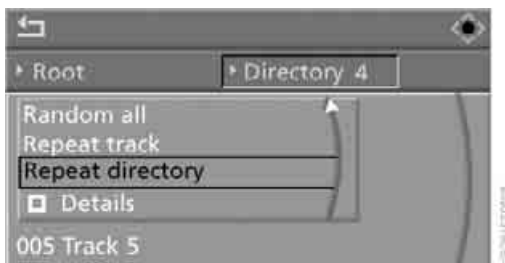 Root
Directory 4
Random all
Repeat track
Repeat directory
Details
005 Track 5